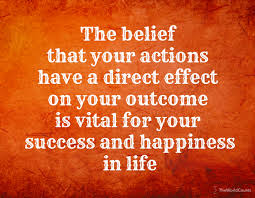 The belief
that your actions
have a direct effect
on your outcome
is vital for your
success and happiness
in life
TheWorldCounts